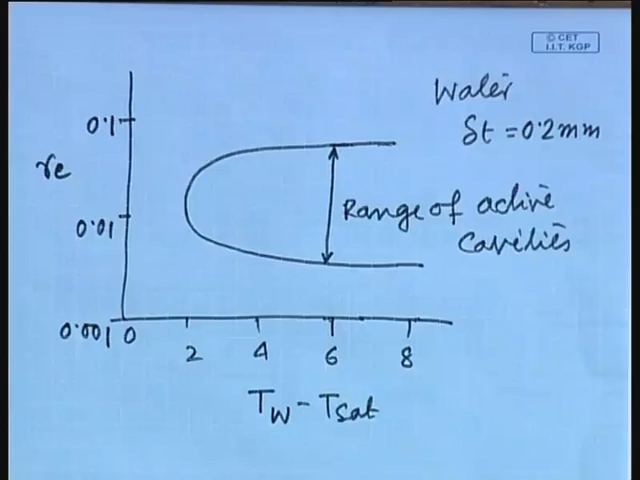 © CET
I.I.T. KGP
Water
δt = 0.2mm
0.1
re
0.01
Range of active
cavities
0.001
0
2
4
6
8
Tw - Tsat